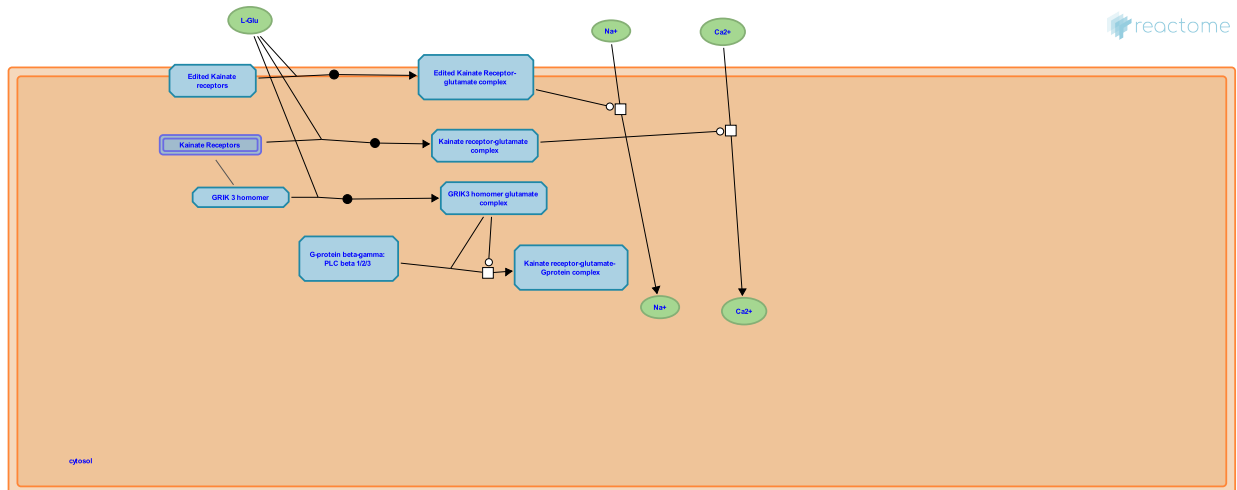 L-Glu
Na+
Ca2+
reactome
Edited Kainate
receptors
Edited Kainate Receptor-
glutamate complex
Kainate Receptors
Kainate receptor-glutamate
complex
GRIK 3 homomer
GRIK3 homomer glutamate
complex
G-protein beta-gamma:
PLC beta 1/2/3
Kainate receptor-glutamate-
Gprotein complex
Na+
Ca2+
cytosol